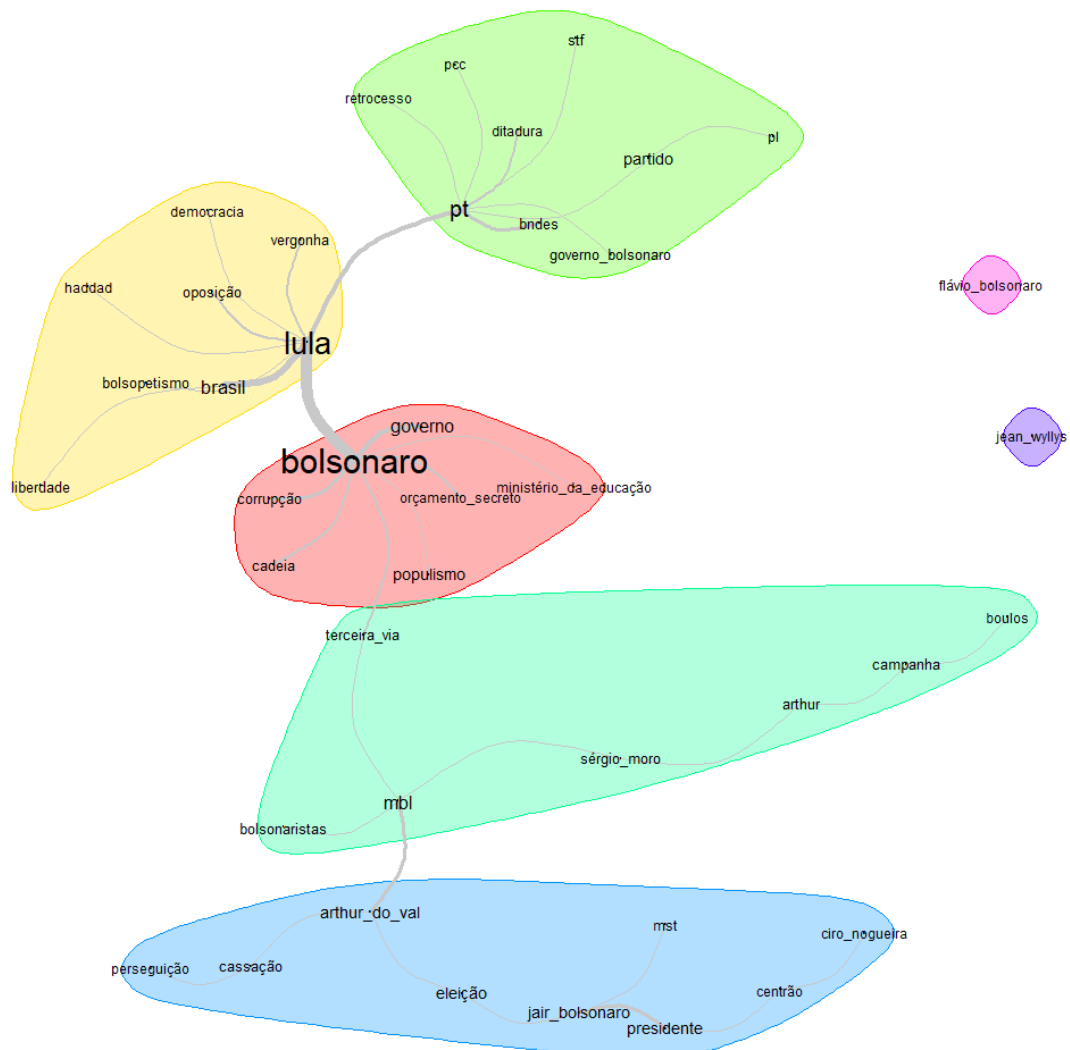 stf
pcc
retrocesso
ditadura
pl
partido
pt
bndes
governo_bolsonaro
democracia
vergonha
haddad
oposição
lula
bolsopetismo
brasil
libertdade
flávio_bolsonaro
jean_wyllys
governo
bolsonaro
corrupção
orçamento_secreto
ministério_da_educação
cadeia
populismo
terceira_via
boulos
campanha
arthur
sérgio_moro
mbl
bolsonaristas
arthur_do_val
mst
ciro_nogueira
perseguição
cassação
eleição
centrão
jair_bolsonaro
presidente